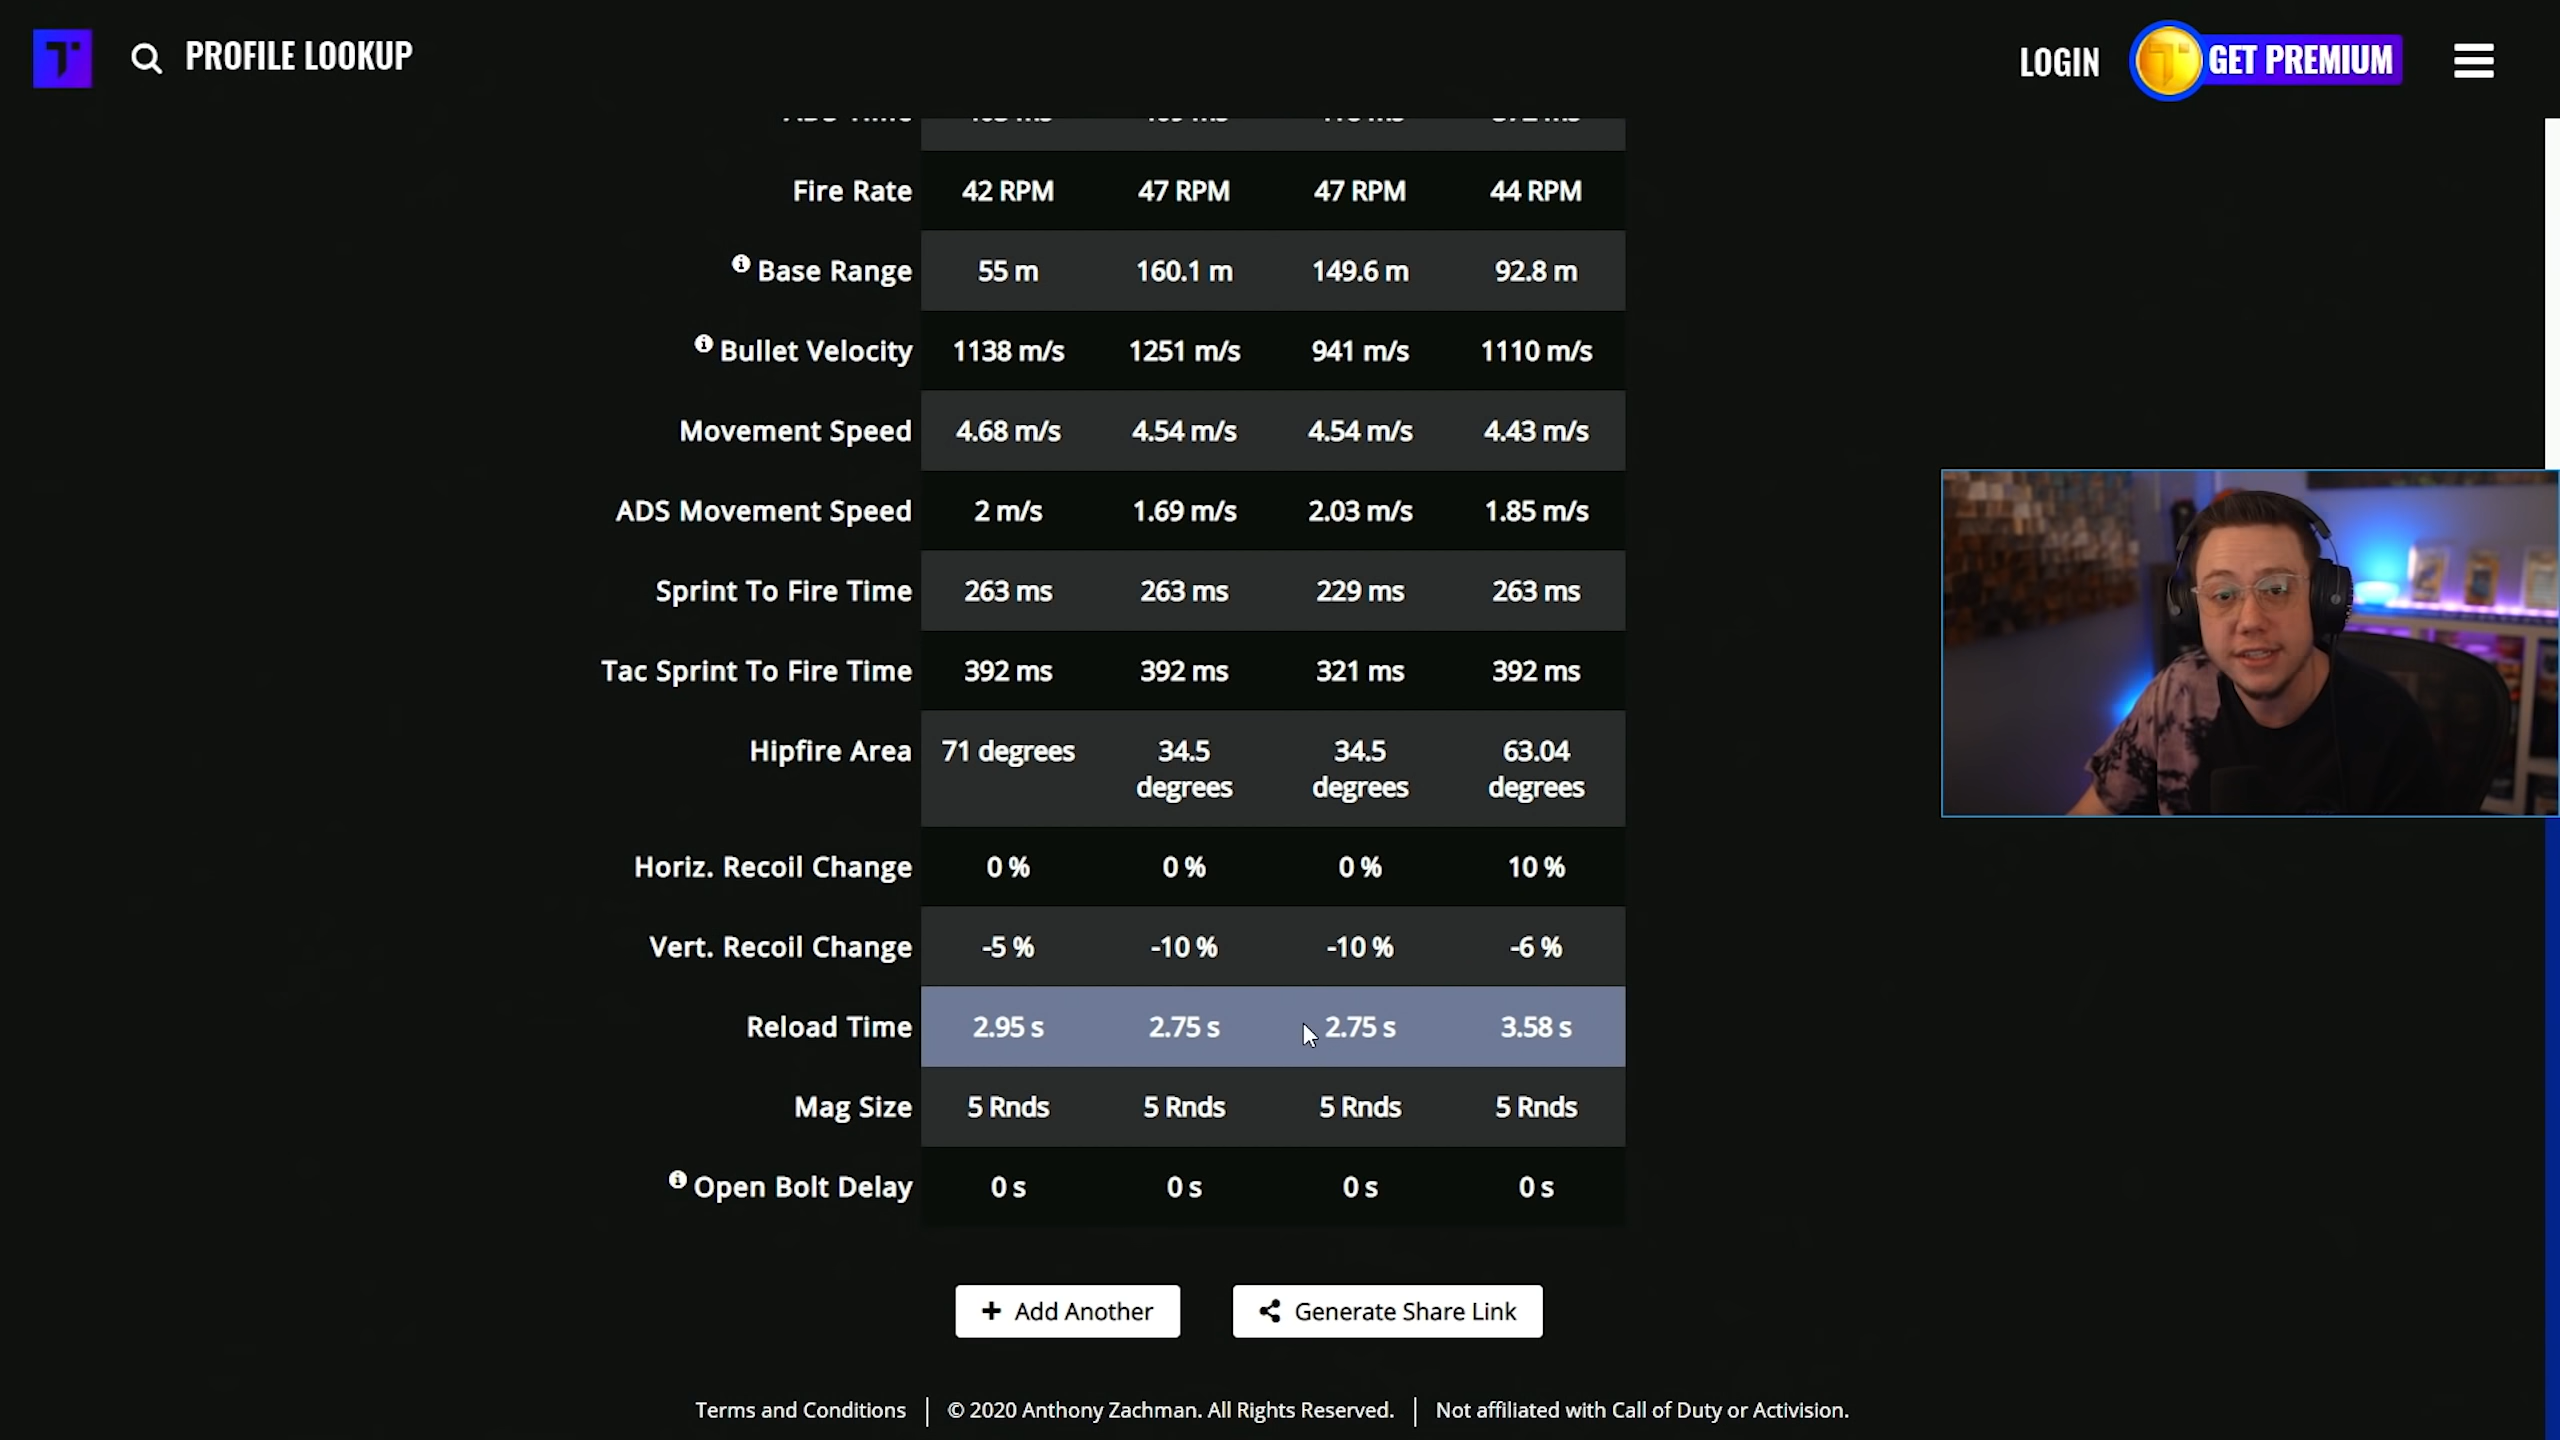 PROFILE LOOKUP
LOGIN
GET PREMIUM
Fire Rate 42 RPM 47 RPM 47 RPM 44 RPM
Base Range 55 m 160.1 m 149.6 m 92.8 m
Bullet Velocity 1138 m/s 1251 m/s 941 m/s 1110 m/s
Movement Speed 4.68 m/s 4.54 m/s 4.54 m/s 4.43 m/s
ADS Movement Speed 2 m/s 1.69 m/s 2.03 m/s 1.85 m/s
Sprint To Fire Time 263 ms 263 ms 229 ms 263 ms
Tac Sprint To Fire Time 392 ms 392 ms 321 ms 392 ms
Hipfire Area 71 degrees 34.5 degrees 34.5 degrees 63.04 degrees
Horiz. Recoil Change 0 % 0 % 0 % 10 %
Vert. Recoil Change -5 % -10 % -10 % -6 %
Reload Time 2.95 s 2.75 s 2.75 s 3.58 s
Mag Size 5 Rnds 5 Rnds 5 Rnds 5 Rnds
Open Bolt Delay 0 s 0 s 0 s 0 s
Add Another
Generate Share Link
Terms and Conditions | © 2020 Anthony Zachman. All Rights Reserved. | Not affiliated with Call of Duty or Activision.